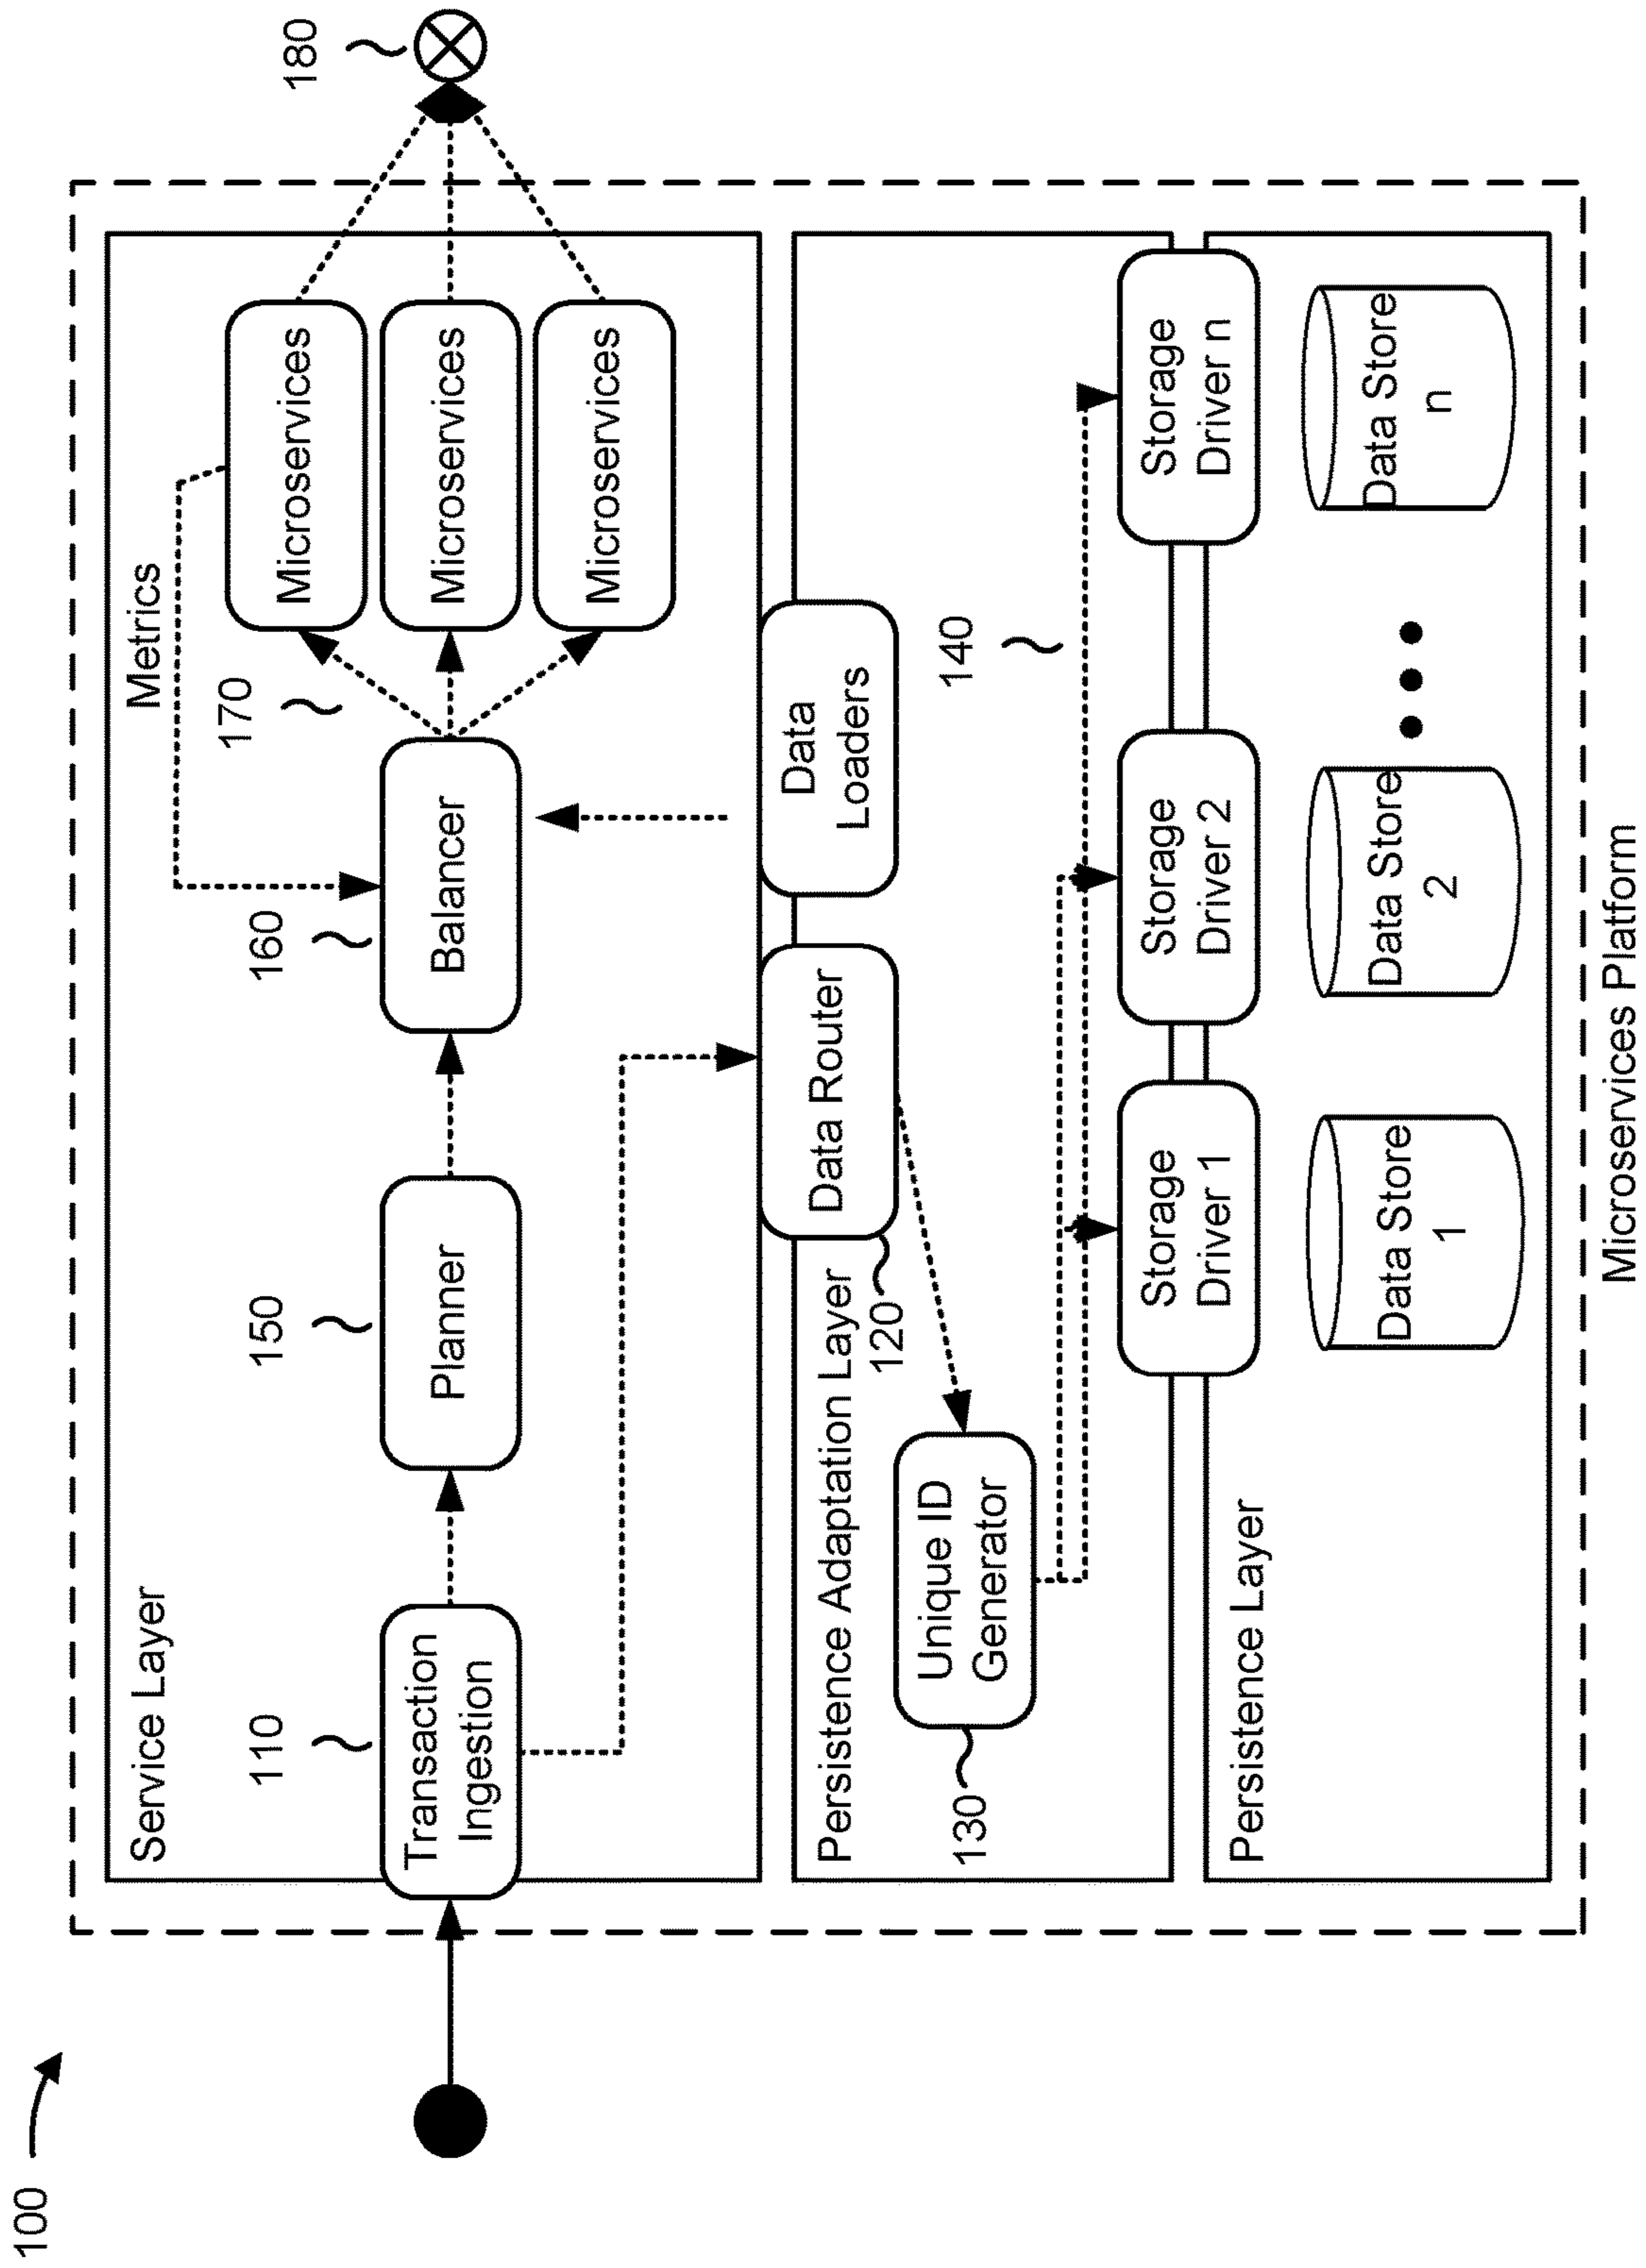 100
180
Service Layer
Metrics
110
Transaction
Ingestion
150
Planner
160
Balancer
170
Microservices
Microservices
Microservices
Persistence Adaptation Layer
120
Data Router
Data
Loaders
130
Unique ID
Generator
140
Storage
Driver 1
Storage
Driver 2
Storage
Driver n
Persistence Layer
Data Store
1
Data Store
2
Data Store
n
Microservices Platform